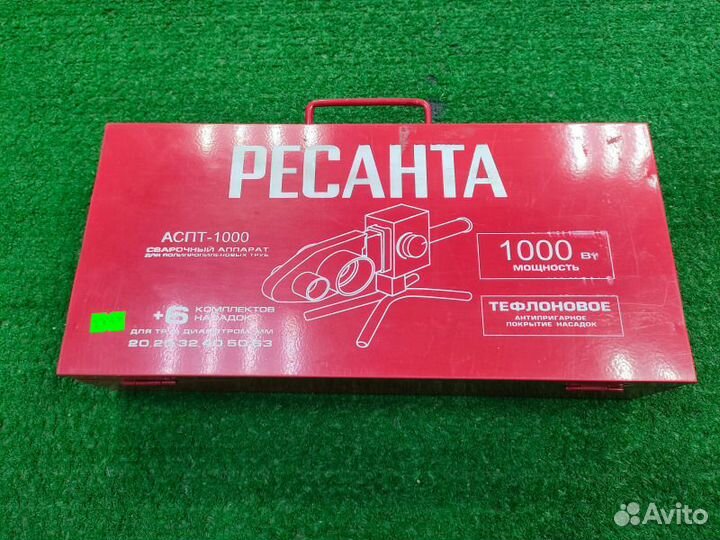 РЕСАНТА
АСПТ-1000
СВАРОЧНЫЙ АППАРАТ
ДЛЯ ПОЛИПРОПИЛЕНОВЫХ ТРУБ
1000 Вт
МОЩНОСТЬ
+6 КОМПЛЕКТОВ
НАСАДОК
ДЛЯ ТРУБ ДИАМЕТРОМ, ММ
20,25,32,40,50,63
ТЕФЛОНОВОЕ
АНТИПРИГАРНОЕ
ПОКРЫТИЕ НАСАДОК
Avito